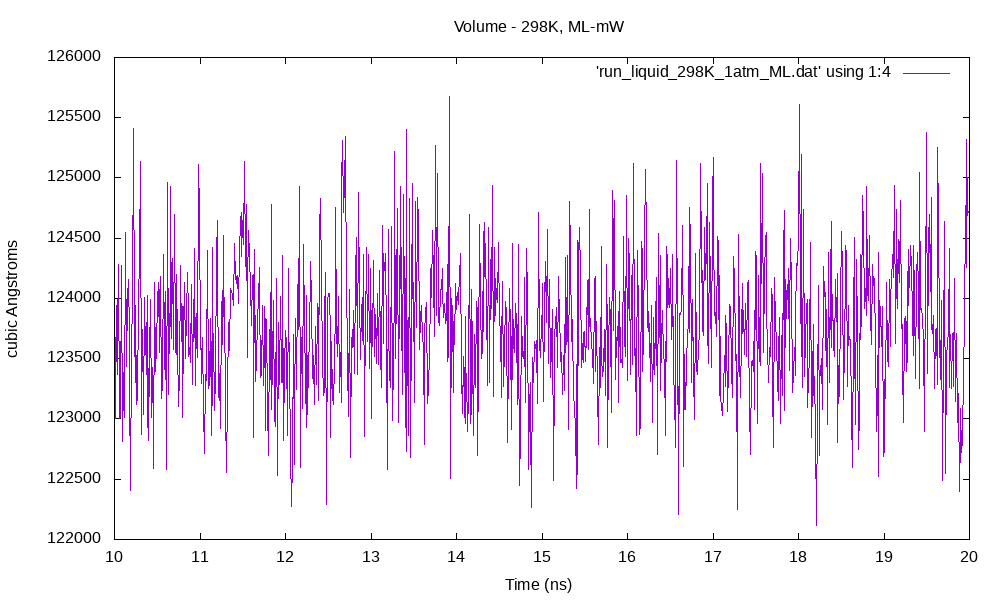 Volume - 298K, ML-mW
126000
'run_liquid_298K_1atm_ML.dat' using 1:4
125500
125000
124500
124000
123500
123000
122500
122000
cubic Angstroms
10 11 12 13 14 15 16 17 18 19 20
Time (ns)